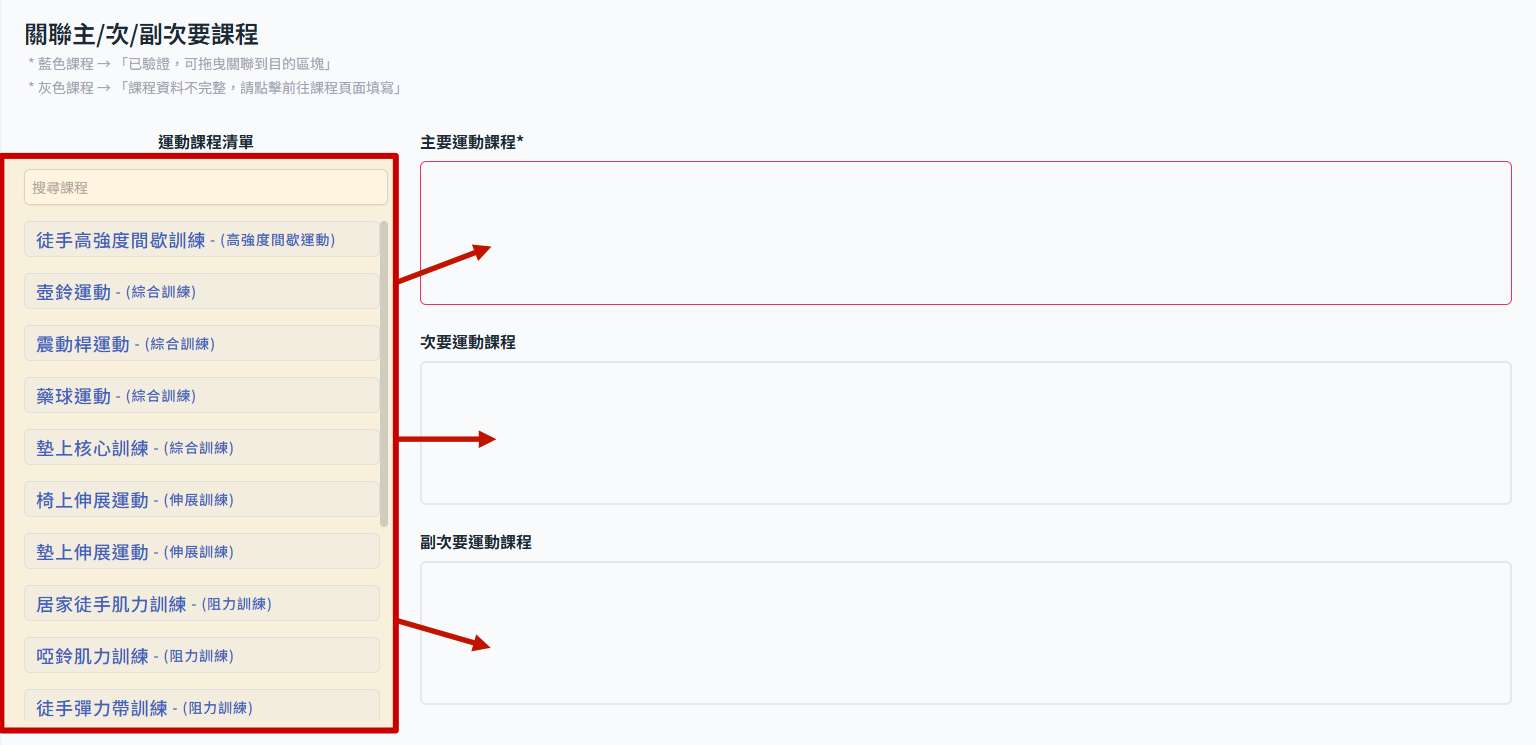 關聯主/次/副次要課程
* 藍色課程 → 「已驗證，可拖曳關聯到目的區塊」
* 灰色課程 → 「課程資料不完整，請點擊前往課程頁面填寫」
運動課程清單
搜尋課程
徒手高強度間歇訓練 - (高強度間歇運動)
壺鈴運動 - (綜合訓練)
震動桿運動 - (綜合訓練)
藥球運動 - (綜合訓練)
墊上核心訓練 - (綜合訓練)
椅上伸展運動 - (伸展訓練)
墊上伸展運動 - (伸展訓練)
居家徒手肌力訓練 - (阻力訓練)
啞鈴肌力訓練 - (阻力訓練)
徒手彈力帶訓練 - (阻力訓練)
主要運動課程*
次要運動課程
副次要運動課程